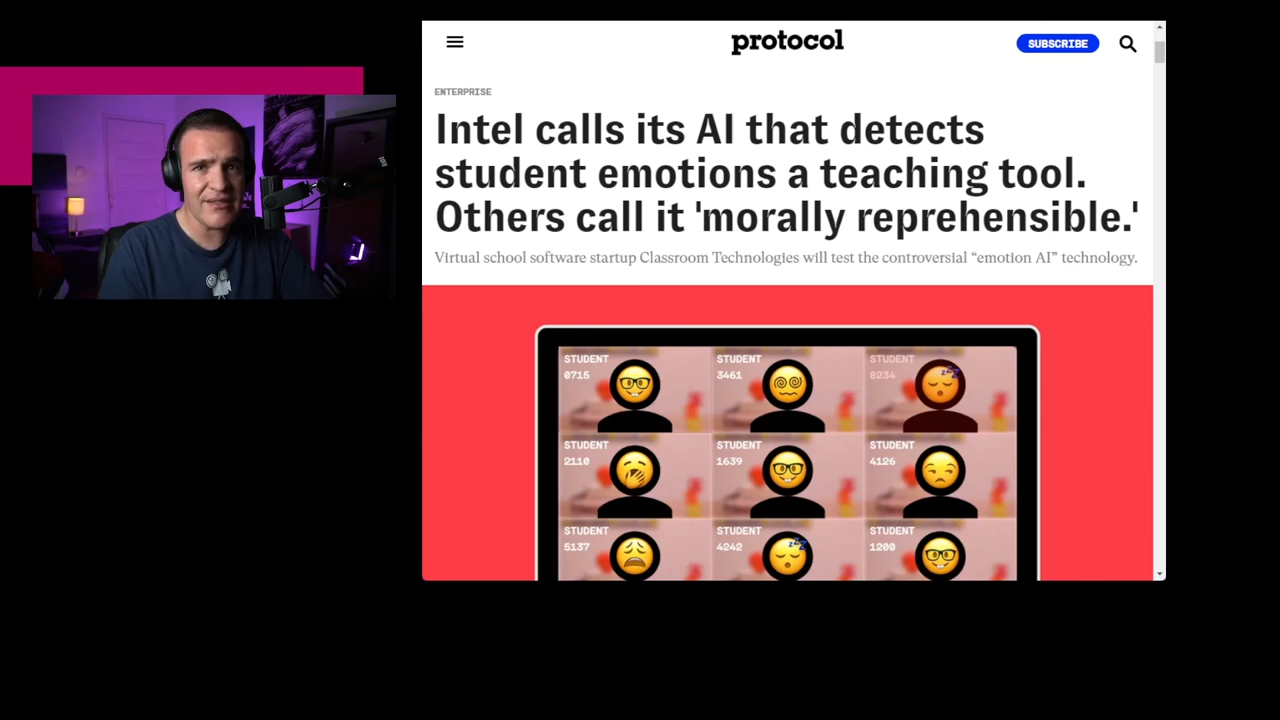 protocol
SUBSCRIBE
ENTERPRISE
Intel calls its AI that detects
student emotions a teaching tool.
Others call it 'morally reprehensible.'
Virtual school software startup Classroom Technologies will test the controversial “emotion AI” technology.
STUDENT
0715
STUDENT
3461
STUDENT
8234
STUDENT
2110
STUDENT
1639
STUDENT
4126
STUDENT
5137
STUDENT
4242
STUDENT
1200